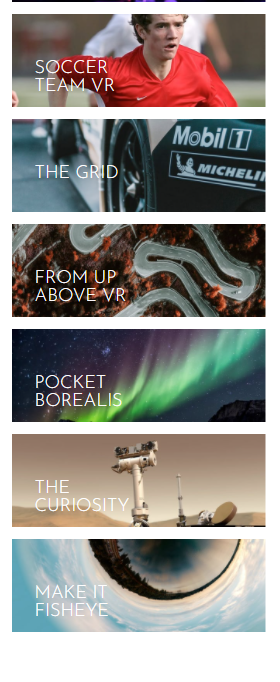 SOCCER
TEAM VR
Mobil 1
MICHELIN
THE GRID
FROM UP
ABOVE VR
POCKET
BOREALIS
THE
CURIOSITY
MAKE IT
FISHEYE